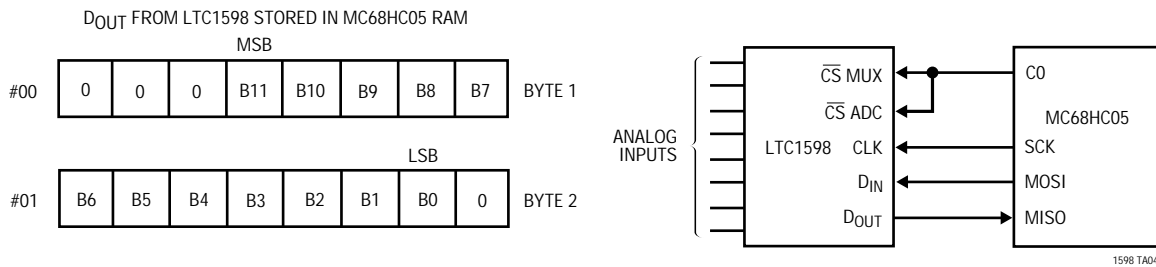 DOUT FROM LTC1598 STORED IN MC68HC05 RAM
MSB
#00 0 0 0 B11 B10 B9 B8 B7 BYTE 1
LSB
#01 B6 B5 B4 B3 B2 B1 B0 0 BYTE 2
ANALOG
INPUTS
LTC1598
CS MUX
CS ADC
CLK
DIN
DOUT
C0
MC68HC05
SCK
MOSI
MISO
1598 TA04